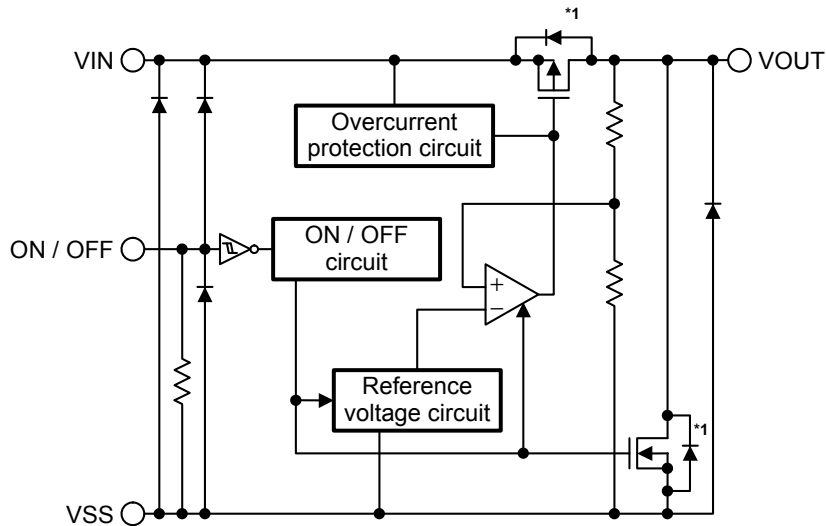 *1
VIN
VOUT
Overcurrent
protection circuit
ON / OFF
ON / OFF
circuit
+
−
Reference
voltage circuit
*1
VSS